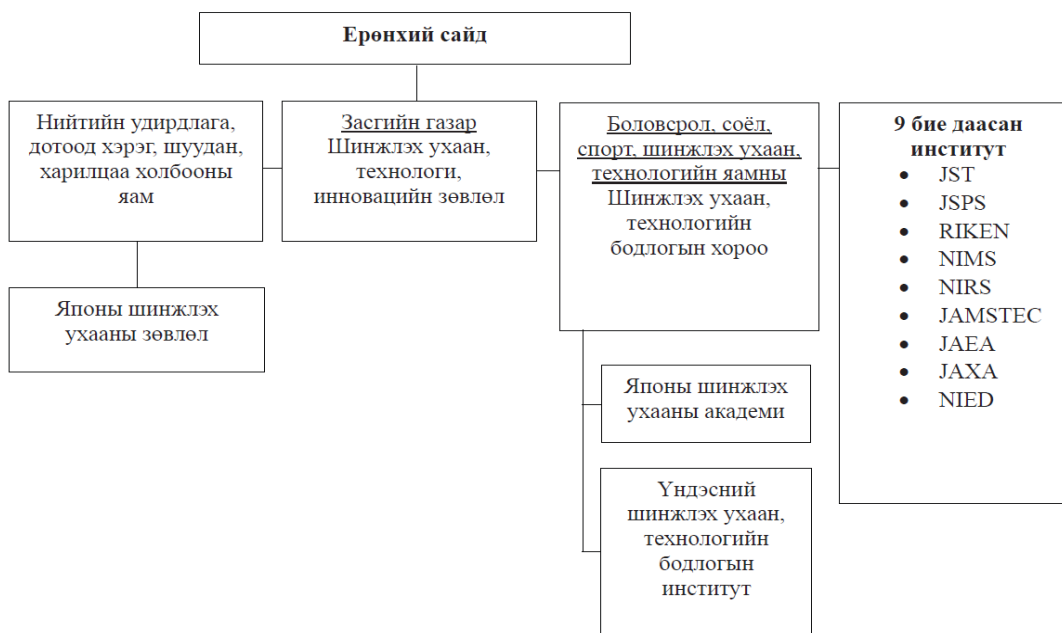 Ерөнхий сайд
Нийтийн удирдлага,
дотоод хэрэг, шуудан,
харилцаа холбооны
яам
Засгийн газар
Шинжлэх ухаан,
технологи,
инновацийн зөвлөл
Боловсрол, соёл,
спорт, шинжлэх ухаан,
технологийн яамны
Шинжлэх ухаан,
технологийн
бодлогын хороо
9 бие даасан
институт
• JST
• JSPS
• RIKEN
• NIMS
• NIRS
• JAMSTEC
• JAEA
• JAXA
• NIED
Японы шинжлэх
ухааны зөвлөл
Японы шинжлэх
ухааны академи
Үндэсний
шинжлэх ухаан,
технологийн
бодлогын
институт